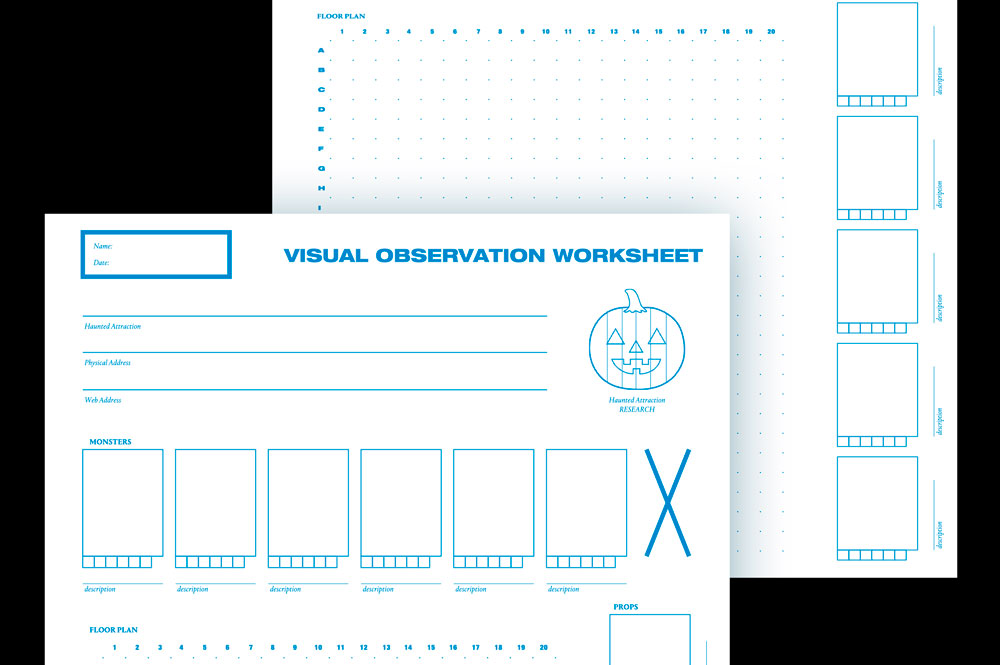 FLOOR PLAN
1 2 3 4 5 6 7 8 9 10 11 12 13 14 15 16 17 18 19 20
A
B
C
D
E
F
G
H
I
description
description
description
description
description
Name:
Date:
VISUAL OBSERVATION WORKSHEET
Haunted Attraction
Physical Address
Web Address
Haunted Attraction
RESEARCH
MONSTERS
description description description description description description
PROPS
FLOOR PLAN
1 2 3 4 5 6 7 8 9 10 11 12 13 14 15 16 17 18 19 20